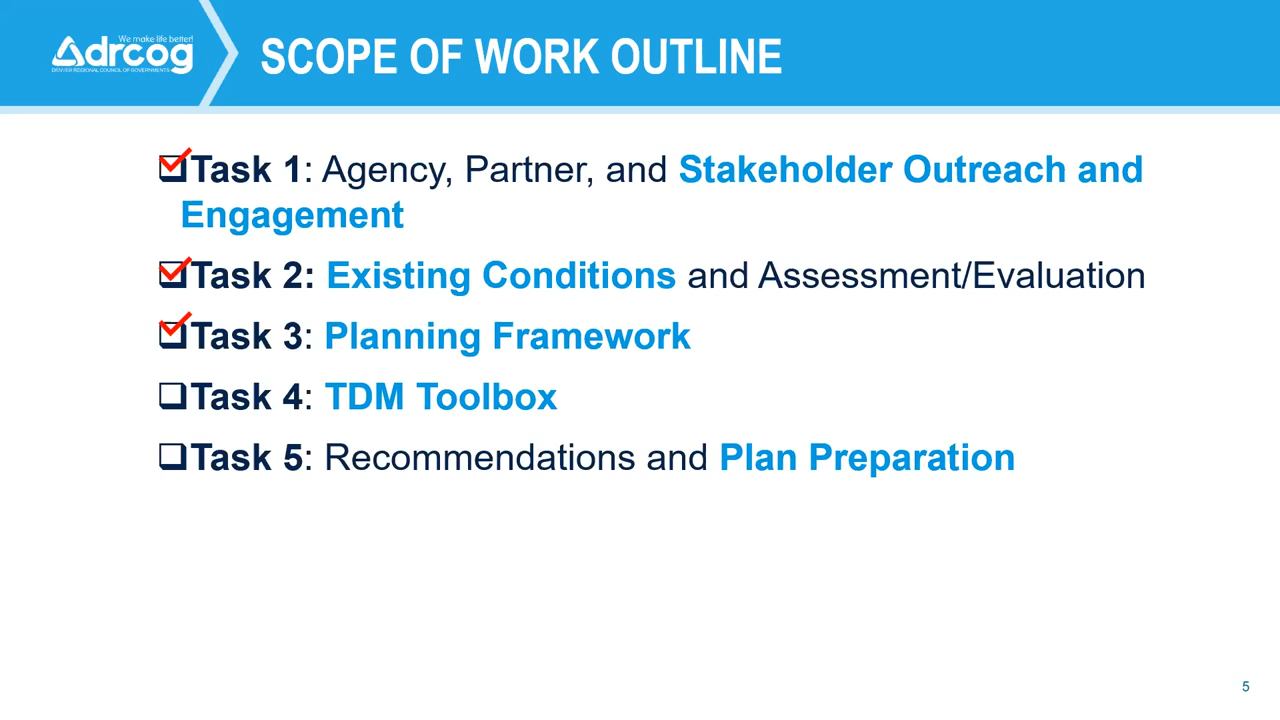 We make life better!
drcog
DENVER REGIONAL COUNCIL OF GOVERNMENTS
SCOPE OF WORK OUTLINE
Task 1: Agency, Partner, and Stakeholder Outreach and
Engagement
Task 2: Existing Conditions and Assessment/Evaluation
Task 3: Planning Framework
Task 4: TDM Toolbox
Task 5: Recommendations and Plan Preparation
5